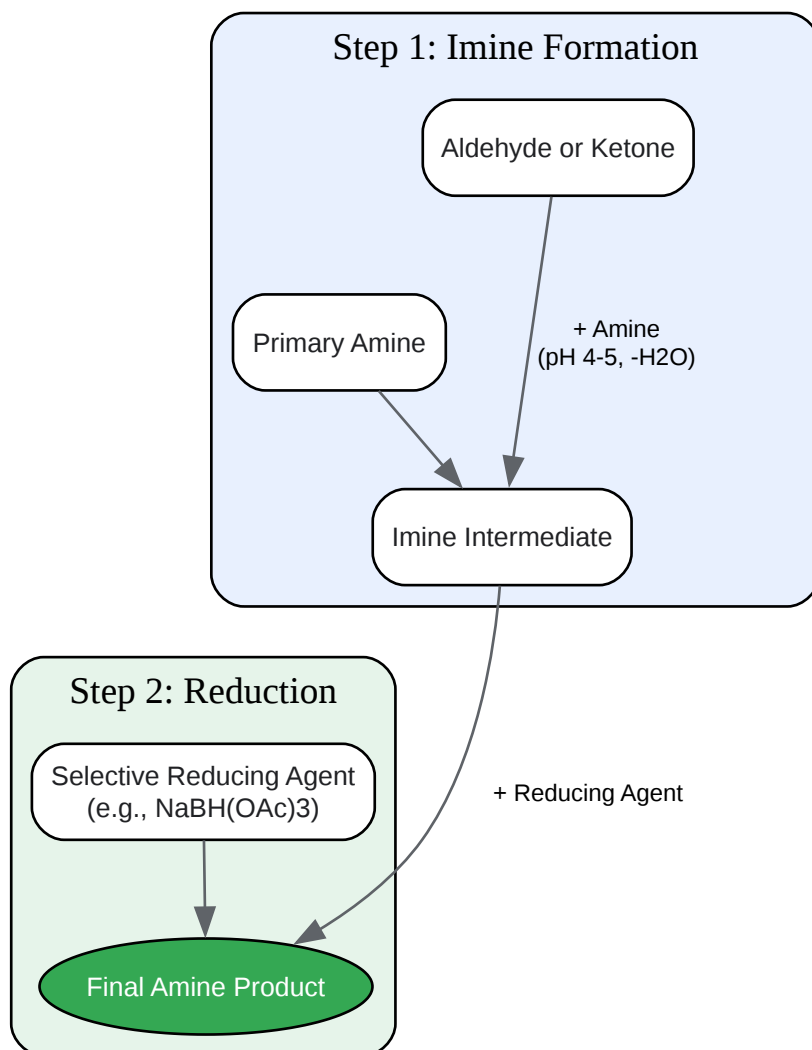 Step 1: Imine Formation
Aldehyde or Ketone
Primary Amine
+ Amine
(pH 4-5, -H2O)
Imine Intermediate
Step 2: Reduction
Selective Reducing Agent
(e.g., NaBH(OAc)3)
+ Reducing Agent
Final Amine Product